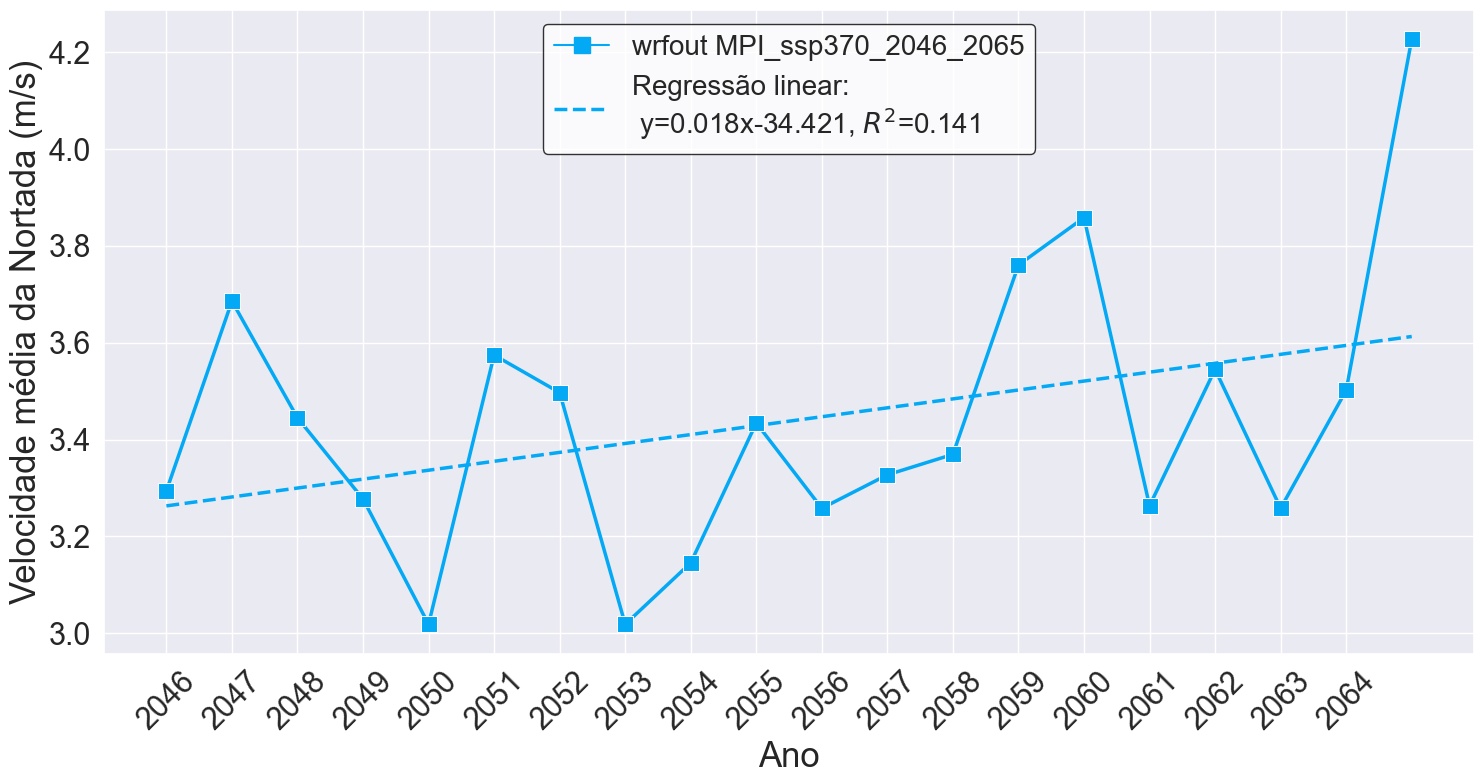 wrfout MPI_ssp370_2046_2065
Regressão linear:
y=0.018x-34.421, R²=0.141
Velocidade média da Nortada (m/s)
4.2
4.0
3.8
3.6
3.4
3.2
3.0
2046 2047 2048 2049 2050 2051 2052 2053 2054 2055 2056 2057 2058 2059 2060 2061 2062 2063 2064
Ano